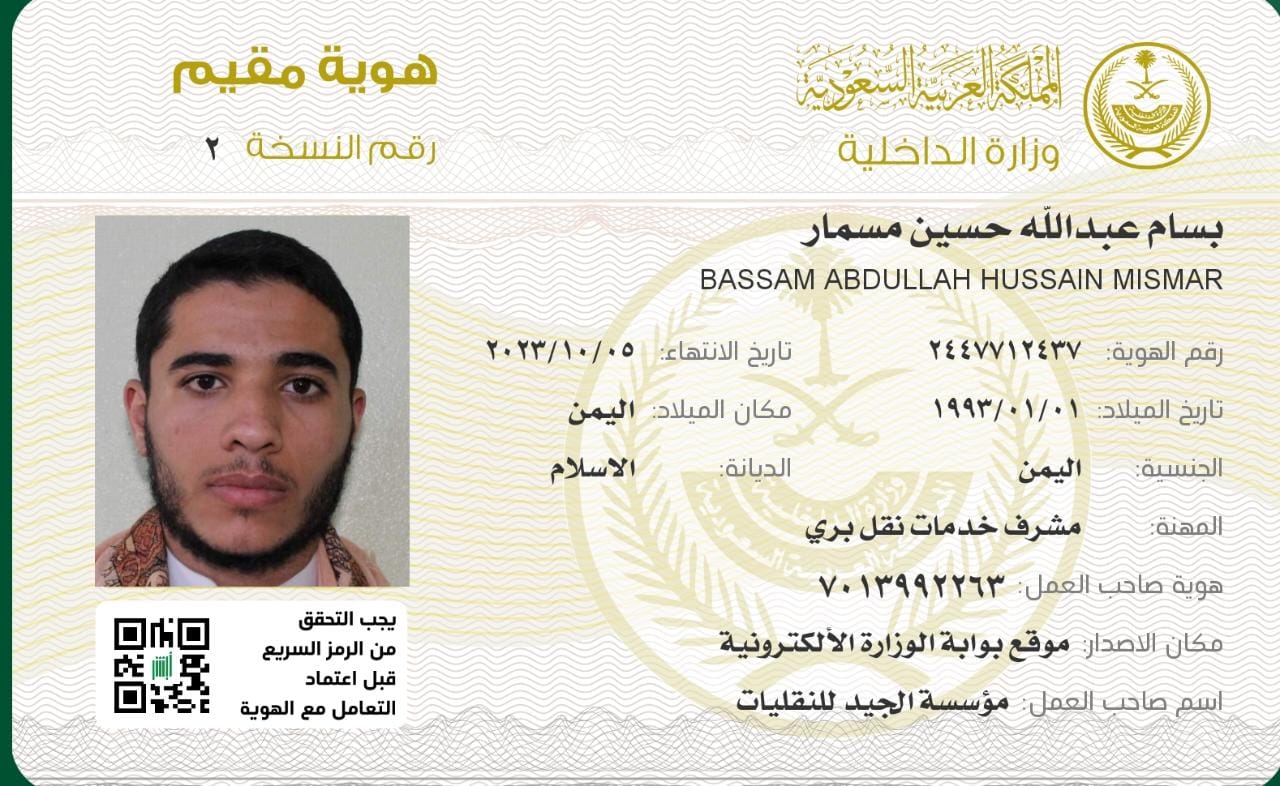 المملكة العربية السعودية
وزارة الداخلية
هوية مقيم
رقم النسخة ٢
بسام عبدالله حسين مسمار
BASSAM ABDULLAH HUSSAIN MISMAR
رقم الهوية: ٢٤٤٧٧١٢٤٣٧ تاريخ الانتهاء: ٢٠٢٣/١٠/٠٥
تاريخ الميلاد: ١٩٩٣/٠١/٠١ مكان الميلاد: اليمن
الجنسية: اليمن الديانة: الاسلام
المهنة: مشرف خدمات نقل بري
هوية صاحب العمل: ٧٠١٣٩٩٢٢٦٣
مكان الاصدار: موقع بوابة الوزارة الألكترونية
اسم صاحب العمل: مؤسسة الجيد للنقليات
يجب التحقق
من الرمز السريع
قبل اعتماد
التعامل مع الهوية
أبشر